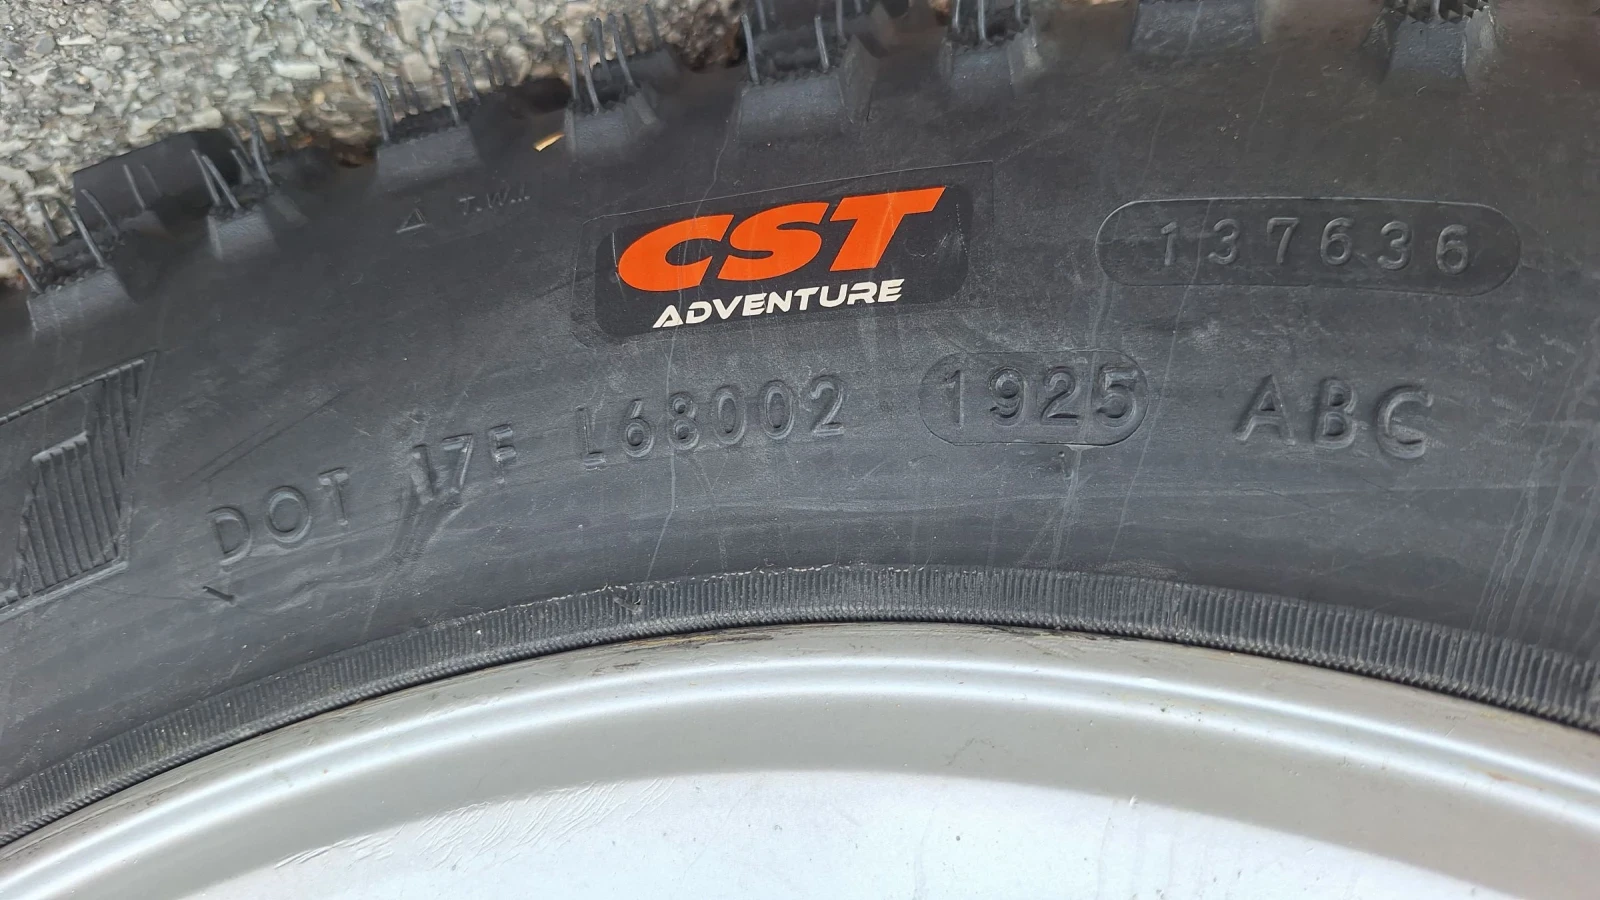 T.W.I.
CST
ADVENTURE
137636
DOT 17F L68002 1925 ABC